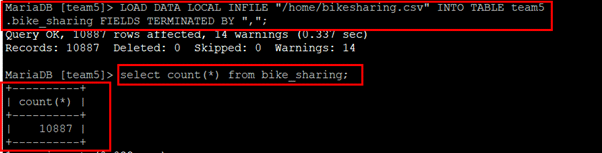 MariaDB [team5]> LOAD DATA LOCAL INFILE "/home/bikesharing.csv" INTO TABLE team5
.bike_sharing FIELDS TERMINATED BY ",";
Query OK, 10887 rows affected, 14 warnings (0.337 sec)
Records: 10887  Deleted: 0  Skipped: 0  Warnings: 14
MariaDB [team5]> select count(*) from bike_sharing;
+----------+
| count(*) |
+----------+
|    10887 |
+----------+